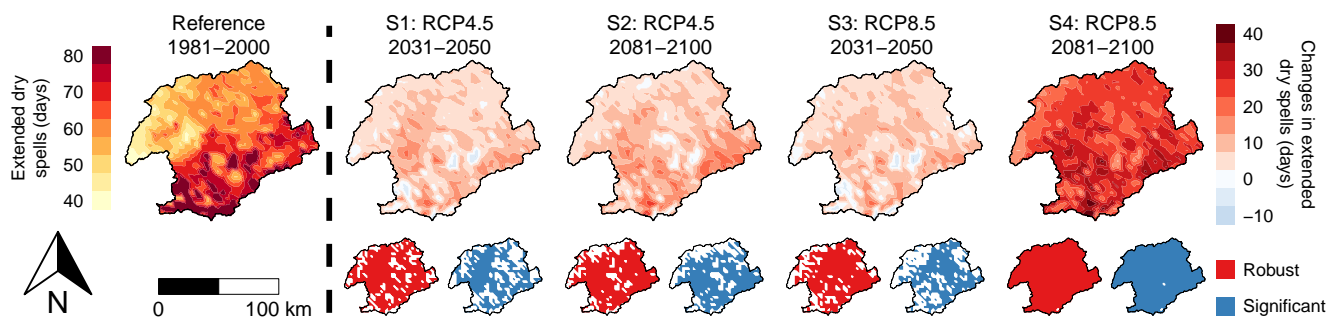 Reference
1981–2000
S1: RCP4.5
2031–2050
S2: RCP4.5
2081–2100
S3: RCP8.5
2031–2050
S4: RCP8.5
2081–2100
Extended dry
spells (days)
80
70
60
50
40
40
30
20
10
0
−10
Changes in extended
dry spells (days)
N
0
100 km
Robust
Significant